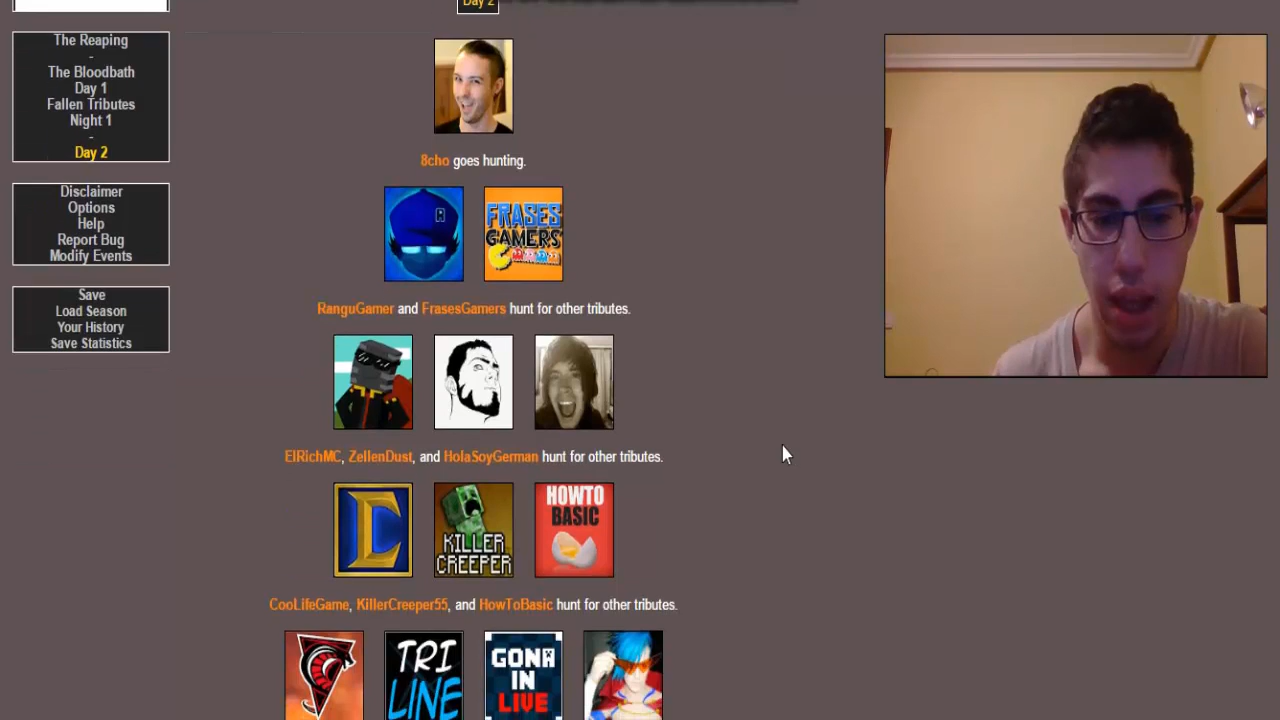 Day 2
The Reaping
-
The Bloodbath
Day 1
Fallen Tributes
Night 1
-
Day 2
Disclaimer
Options
Help
Report Bug
Modify Events
Save
Load Season
Your History
Save Statistics
8cho goes hunting.
R
FRASES
GAMERS
RanguGamer and FrasesGamers hunt for other tributes.
ElRichMC, ZellenDust, and HolaSoyGerman hunt for other tributes.
KILLER
CREEPER
HOWTO
BASIC
CooLifeGame, KillerCreeper55, and HowToBasic hunt for other tributes.
TRI
LINE
GONA
IN
LIVE